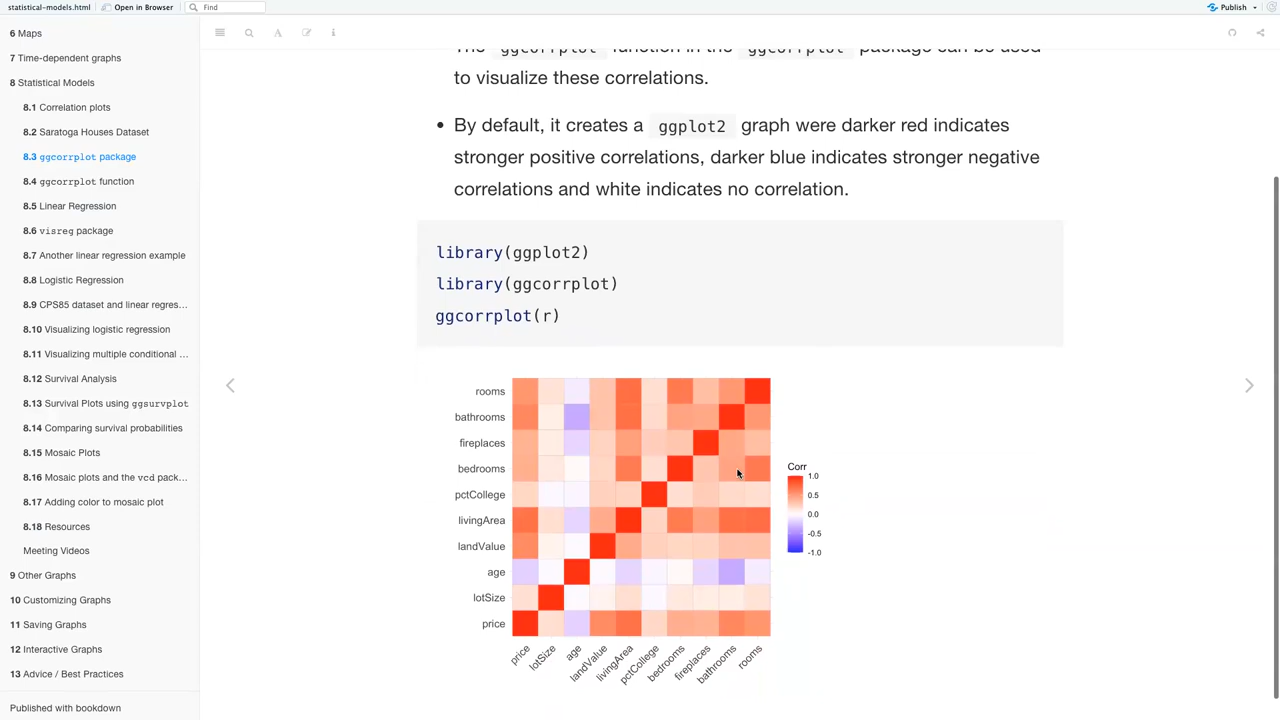 statistical-models.html
Open in Browser
Find
Publish
6 Maps
7 Time-dependent graphs
8 Statistical Models
8.1 Correlation plots
8.2 Saratoga Houses Dataset
8.3 ggcorrplot package
8.4 ggcorrplot function
8.5 Linear Regression
8.6 visreg package
8.7 Another linear regression example
8.8 Logistic Regression
8.9 CPS85 dataset and linear regres…
8.10 Visualizing logistic regression
8.11 Visualizing multiple conditional …
8.12 Survival Analysis
8.13 Survival Plots using ggsurvplot
8.14 Comparing survival probabilities
8.15 Mosaic Plots
8.16 Mosaic plots and the vcd pack…
8.17 Adding color to mosaic plot
8.18 Resources
Meeting Videos
9 Other Graphs
10 Customizing Graphs
11 Saving Graphs
12 Interactive Graphs
13 Advice / Best Practices
Published with bookdown
The ggcorrplot function in the ggcorrplot package can be used
to visualize these correlations.
• By default, it creates a ggplot2 graph were darker red indicates
stronger positive correlations, darker blue indicates stronger negative
correlations and white indicates no correlation.
library(ggplot2)
library(ggcorrplot)
ggcorrplot(r)
rooms
bathrooms
fireplaces
bedrooms
pctCollege
livingArea
landValue
age
lotSize
price
price
lotSize
age
landValue
livingArea
pctCollege
bedrooms
fireplaces
bathrooms
rooms
Corr
1.0
0.5
0.0
-0.5
-1.0